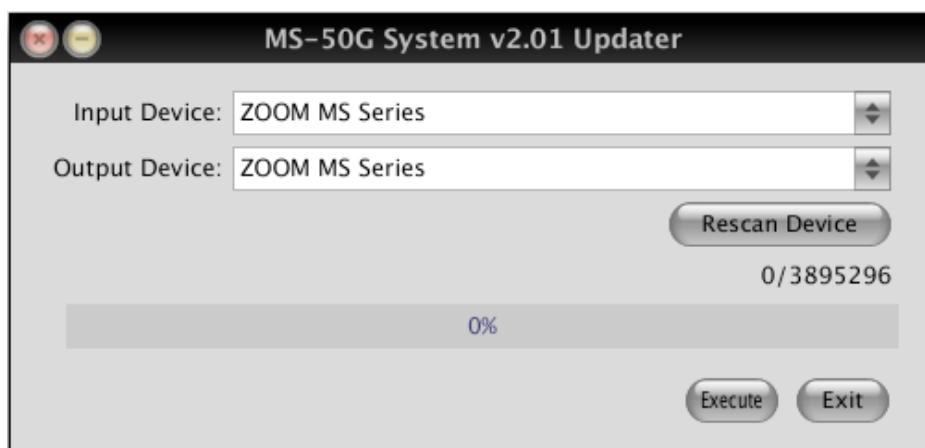 MS-50G System v2.01 Updater
Input Device: ZOOM MS Series
Output Device: ZOOM MS Series
Rescan Device
0/3895296
0%
Execute Exit